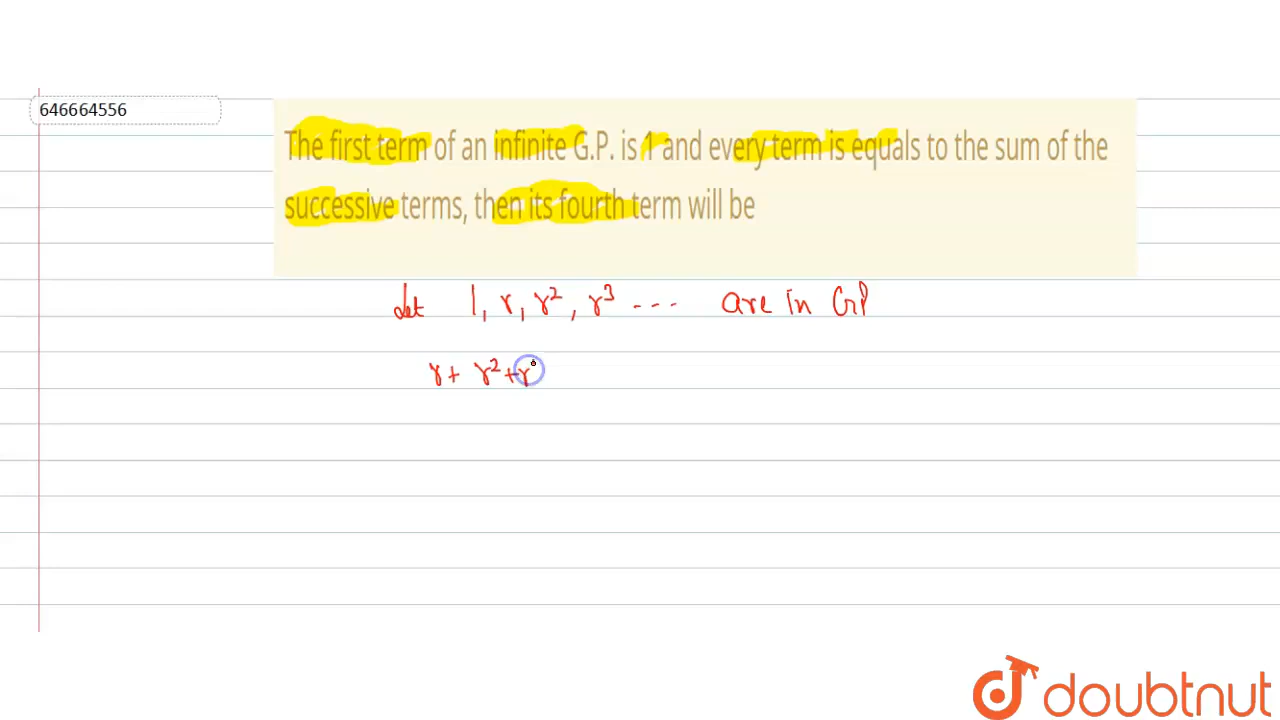 646664556
The first term of an infinite G.P. is 1 and every term is equals to the sum of the
successive terms, then its fourth term will be
Let 1, r, r², r³ --- are in GP
r + r² + r
doubtnut